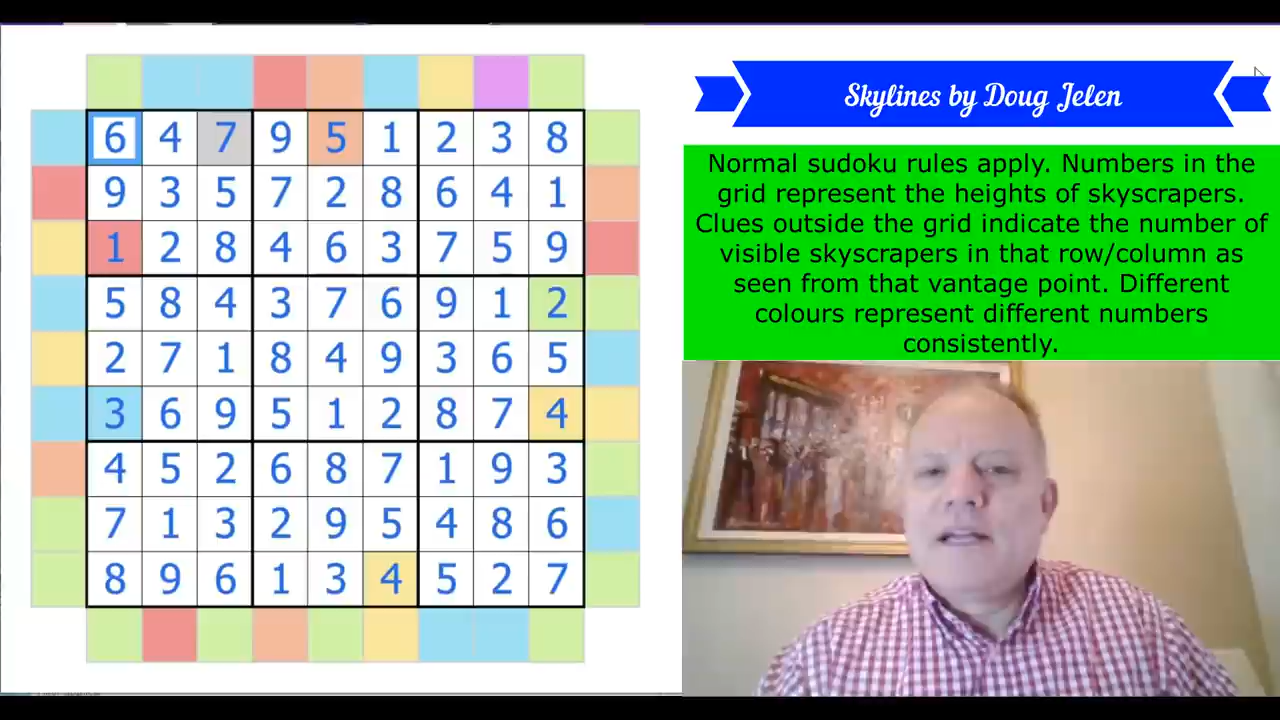 Skylines by Doug Jelen
Normal sudoku rules apply. Numbers in the
grid represent the heights of skyscrapers.
Clues outside the grid indicate the number of
visible skyscrapers in that row/column as
seen from that vantage point. Different
colours represent different numbers
consistently.
6 4 7 9 5 1 2 3 8
9 3 5 7 2 8 6 4 1
1 2 8 4 6 3 7 5 9
5 8 4 3 7 6 9 1 2
2 7 1 8 4 9 3 6 5
3 6 9 5 1 2 8 7 4
4 5 2 6 8 7 1 9 3
7 1 3 2 9 5 4 8 6
8 9 6 1 3 4 5 2 7